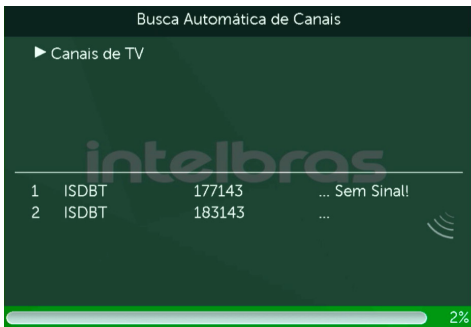 Busca Automática de Canais
► Canais de TV
intelbras
1 ISDBT 177143 ... Sem Sinal!
2 ISDBT 183143 ...
2%